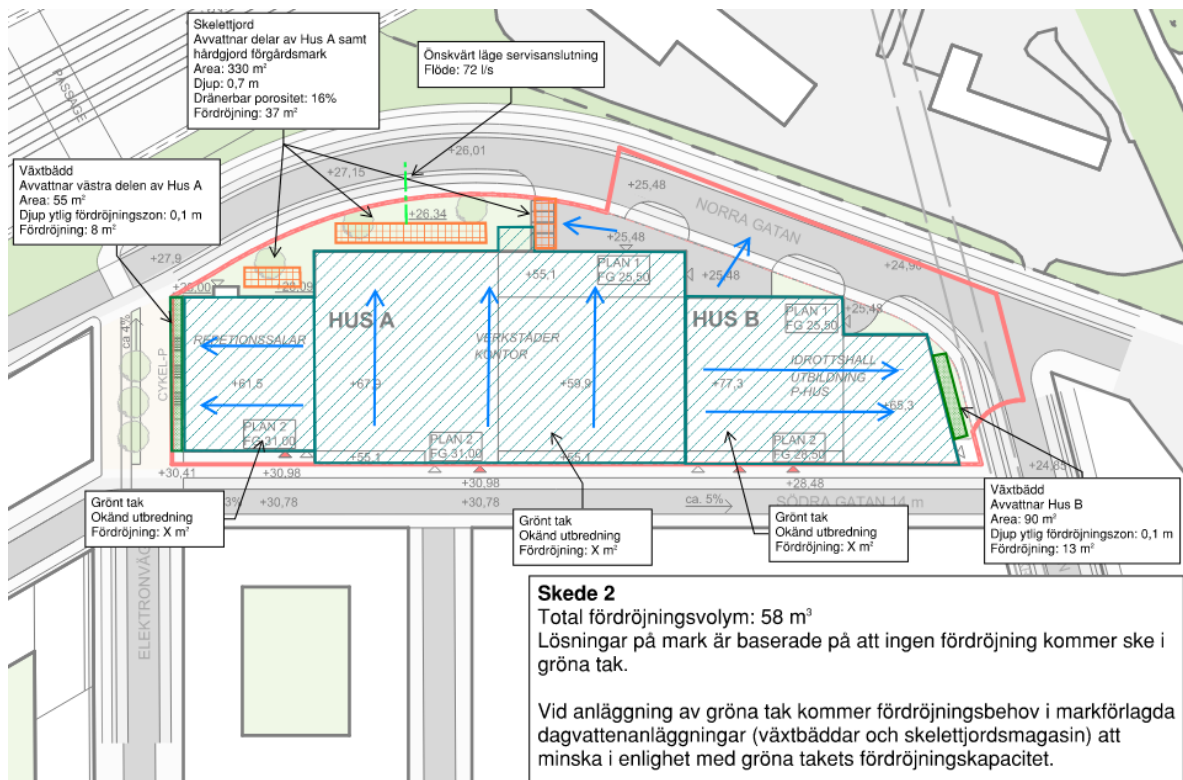 Skelettjord
Avvattnar delar av Hus A samt
hårdgjord förgårdsmark
Area: 330 m²
Djup: 0,7 m
Dränerbar porositet: 16%
Fördröjning: 37 m²
Önskvärt läge servisanslutning
Flöde: 72 l/s
PASSAGE
Växtbädd
Avvattnar västra delen av Hus A
Area: 55 m²
Djup ytlig fördröjningszon: 0,1 m
Fördröjning: 8 m²
+26,01
+27,15
+25,48
+26,34
NORRA GATAN
+27,9
+25,48
+24,90
+25,48
+55,1
PLAN 1
FG 25,50
HUS A
HUS B
PLAN 1
FG 25,50
+25,48
ca 4%
CYKEL-P
REPETIONSSALAR
VERKSTÄDER
KONTOR
IDROTTSHALL
UTBILDNING
P-HUS
+61,5
+67,9
+59,9
+77,3
+65,3
PLAN 2
FG 31,00
PLAN 2
FG 31,00
PLAN 2
FG 28,50
+55,1
+55,1
+30,41
+30,98
+30,98
+28,48
+24,85
3%
+30,78
+30,78
ca. 5%
SÖDRA GATAN 14 m
Grönt tak
Okänd utbredning
Fördröjning: X m²
Grönt tak
Okänd utbredning
Fördröjning: X m²
Grönt tak
Okänd utbredning
Fördröjning: X m²
Växtbädd
Avvattnar Hus B
Area: 90 m²
Djup ytlig fördröjningszon: 0,1 m
Fördröjning: 13 m²
ELEKTRONVÄG
Skede 2
Total fördröjningsvolym: 58 m³
Lösningar på mark är baserade på att ingen fördröjning kommer ske i
gröna tak.
Vid anläggning av gröna tak kommer fördröjningsbehov i markförlagda
dagvattenanläggningar (växtbäddar och skelettjordsmagasin) att
minska i enlighet med gröna takets fördröjningskapacitet.